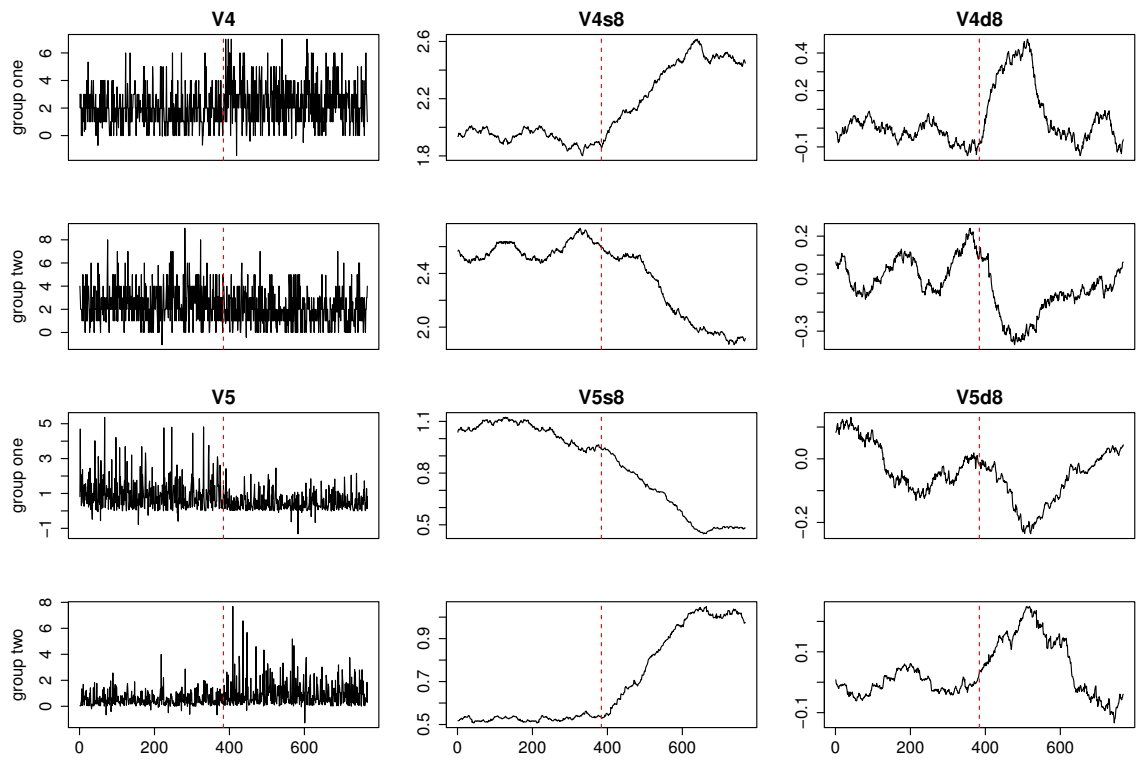 V4 V4s8 V4d8
group one
0 2 4 6
1.8 2.2 2.6
−0.1 0.2 0.4
group two
0 2 4 6 8
2.0 2.4
−0.3 0.0 0.2
V5 V5s8 V5d8
group one
−1 1 3 5
0.5 0.8 1.1
−0.2 0.0
group two
0 2 4 6 8
0.5 0.7 0.9
−0.1 0.1
0 200 400 600 0 200 400 600 0 200 400 600